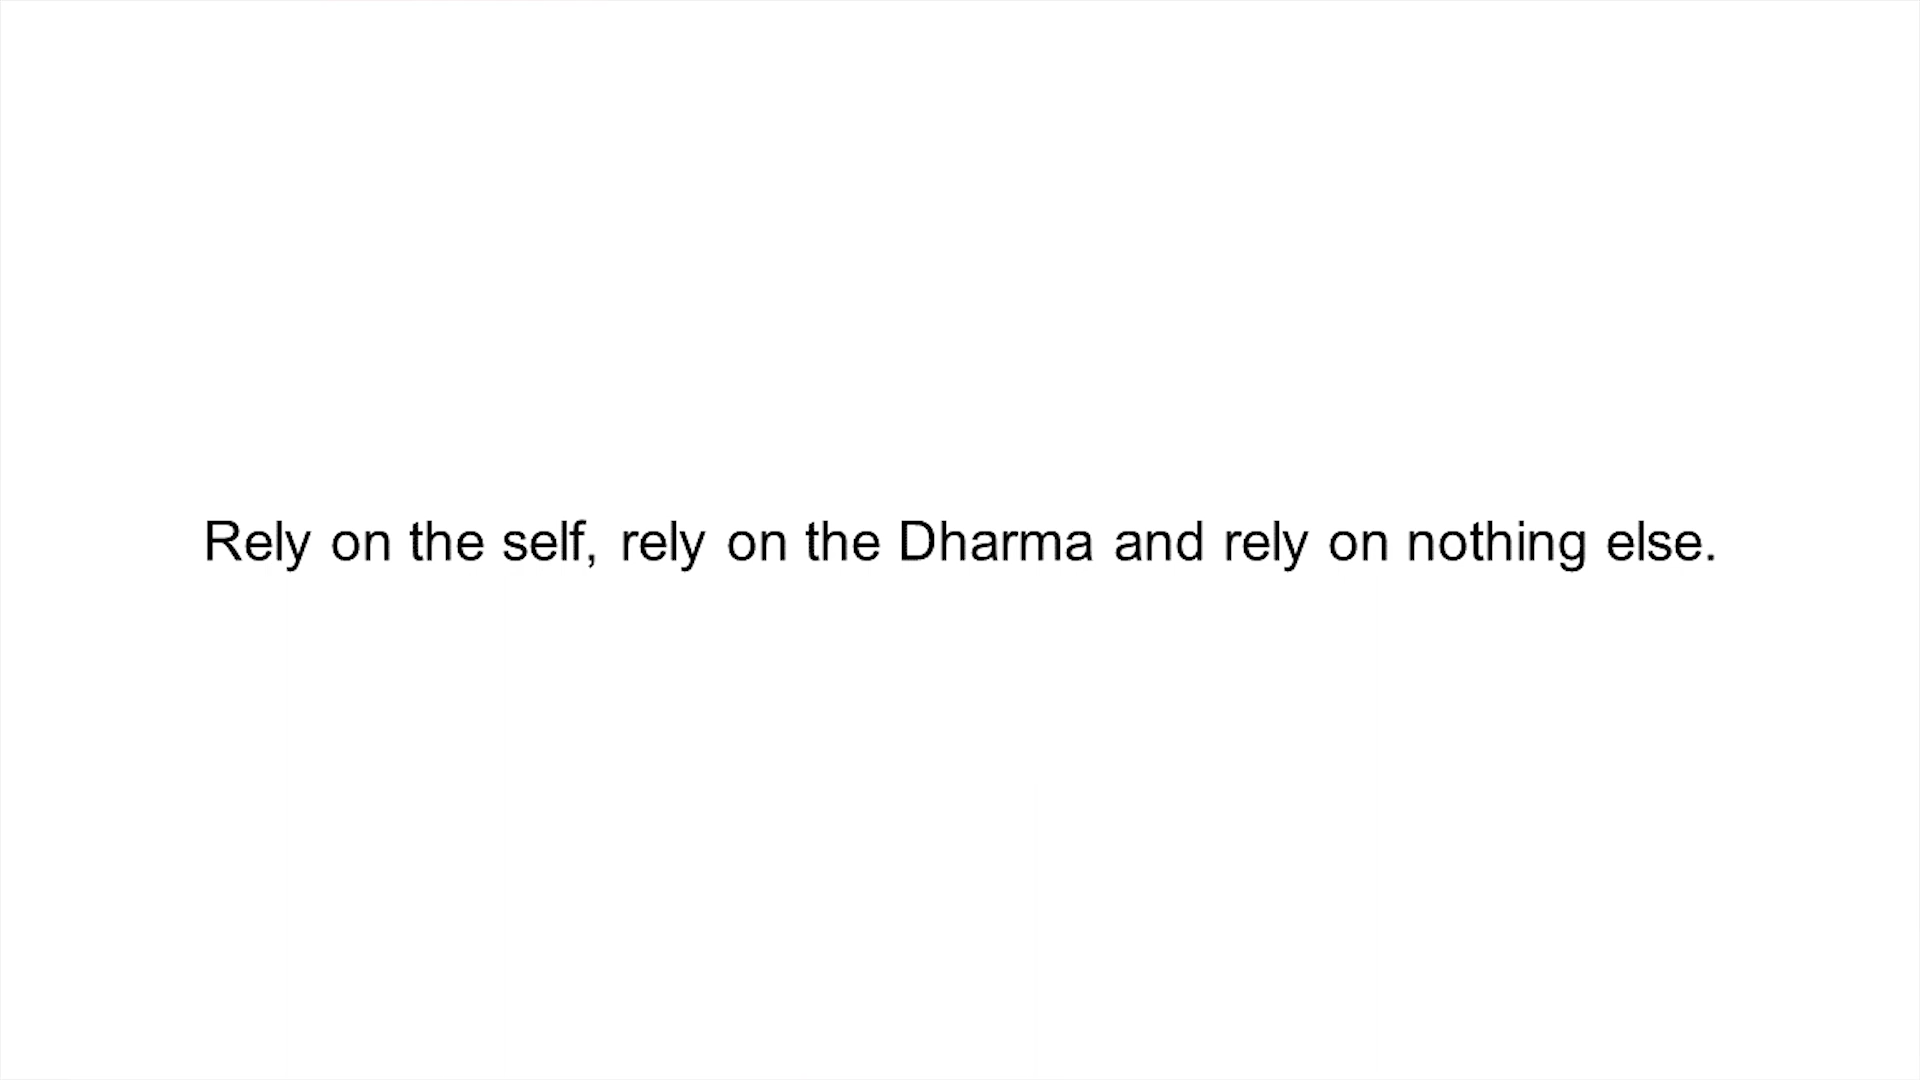 Rely on the self, rely on the Dharma and rely on nothing else.